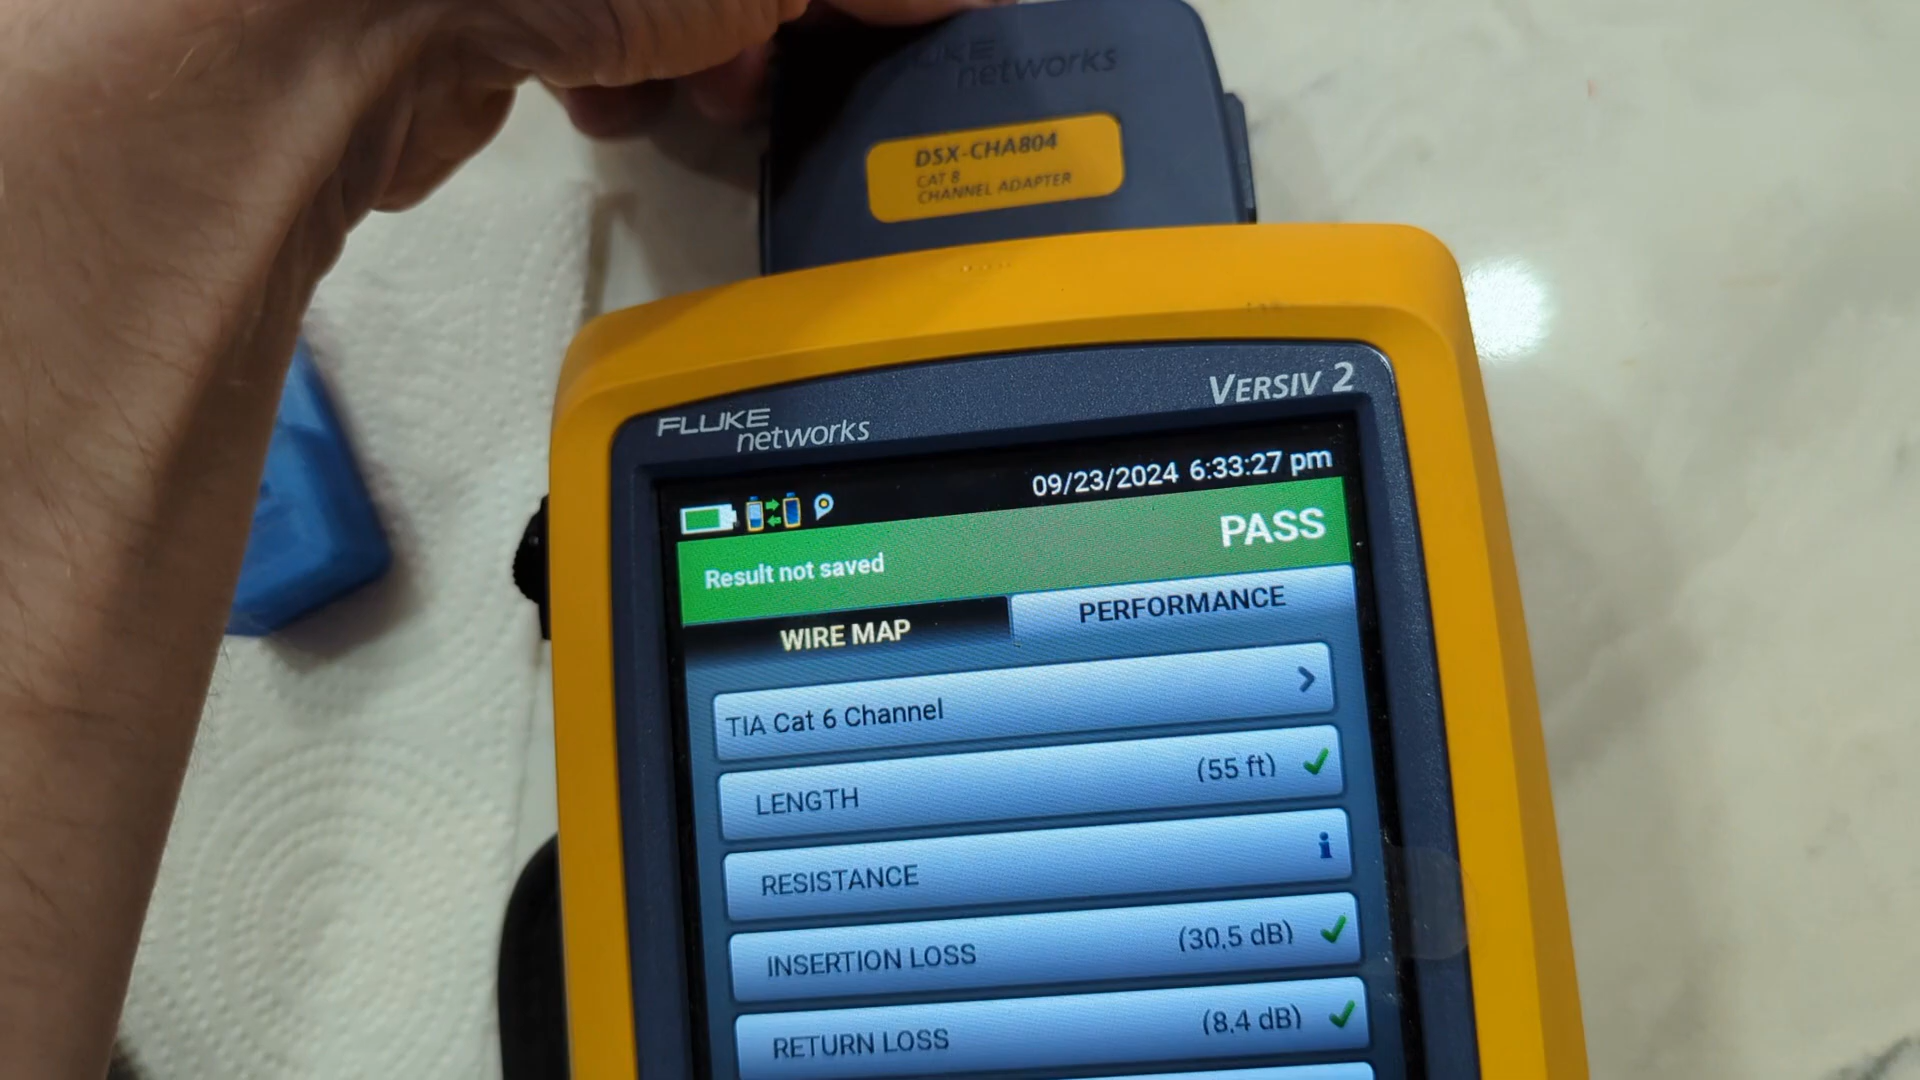 FLUKE
networks
DSX-CHA804
CAT 8
CHANNEL ADAPTER
VERSIV 2
FLUKE
networks
09/23/2024 6:33:27 pm
PASS
Result not saved
WIRE MAP
PERFORMANCE
TIA Cat 6 Channel
LENGTH (55 ft)
RESISTANCE
INSERTION LOSS (30.5 dB)
RETURN LOSS (8.4 dB)